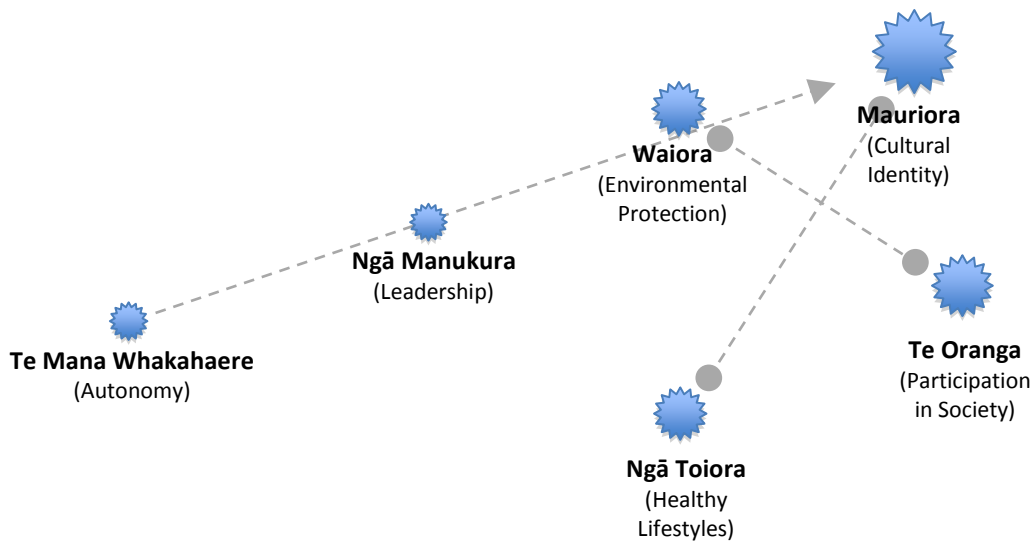 Mauriora
(Cultural
Identity)
Waiora
(Environmental
Protection)
Ngā Manukura
(Leadership)
Te Mana Whakahaere
(Autonomy)
Te Oranga
(Participation
in Society)
Ngā Toiora
(Healthy
Lifestyles)